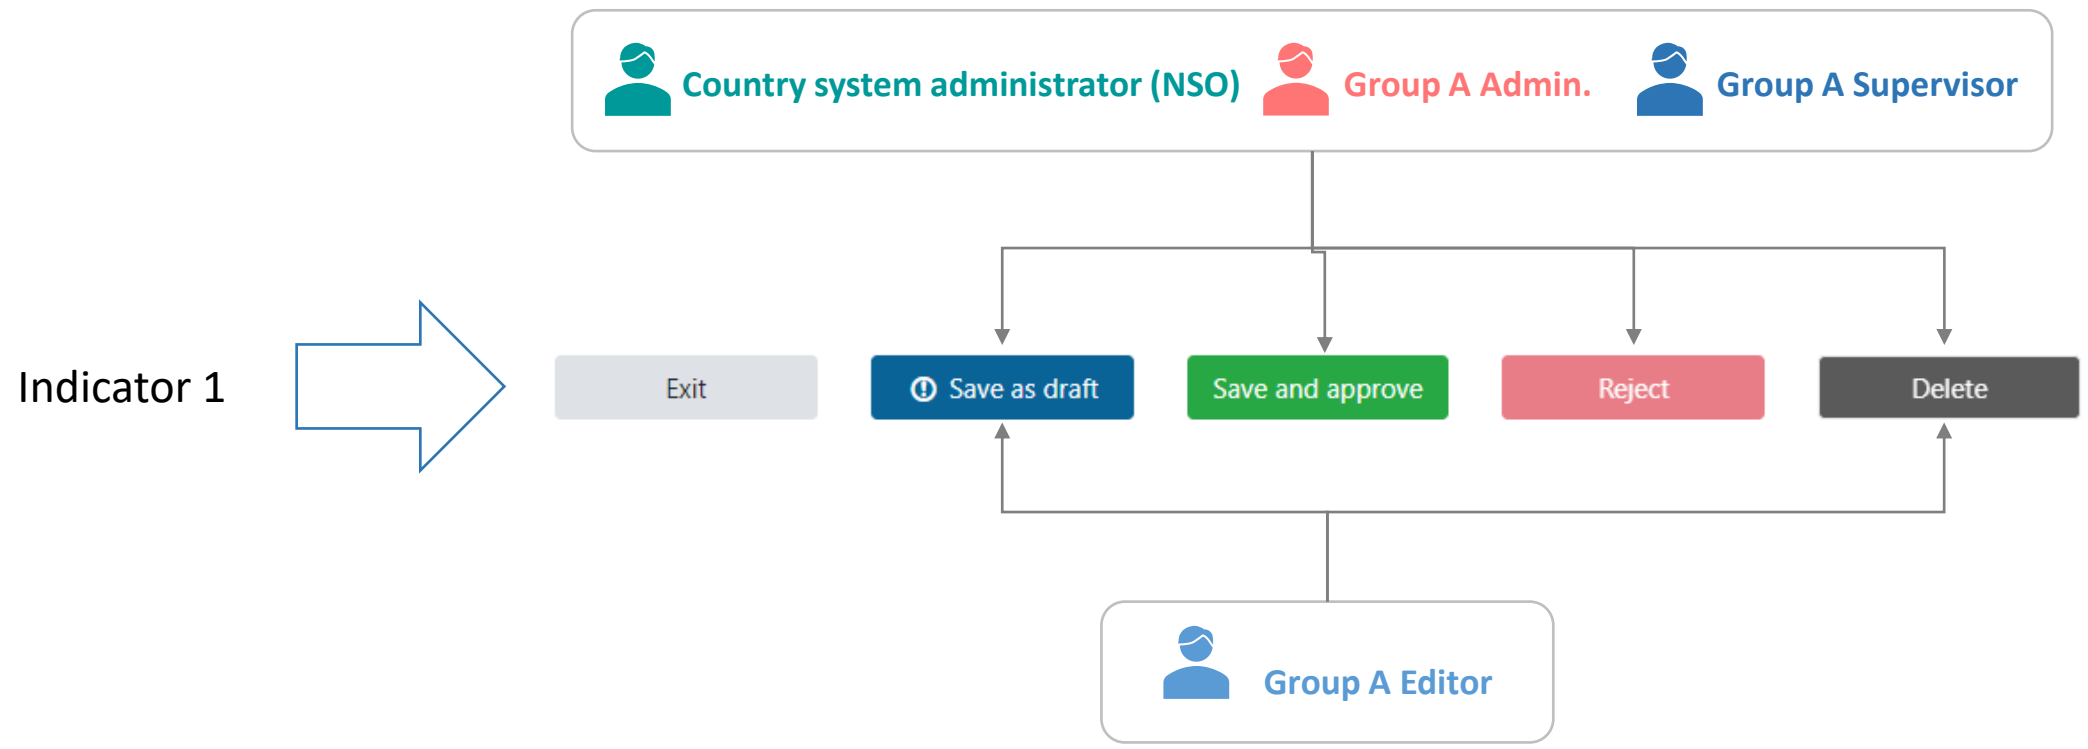 Country system administrator (NSO)
Group A Admin.
Group A Supervisor
Indicator 1
Exit
Save as draft
Save and approve
Reject
Delete
Group A Editor